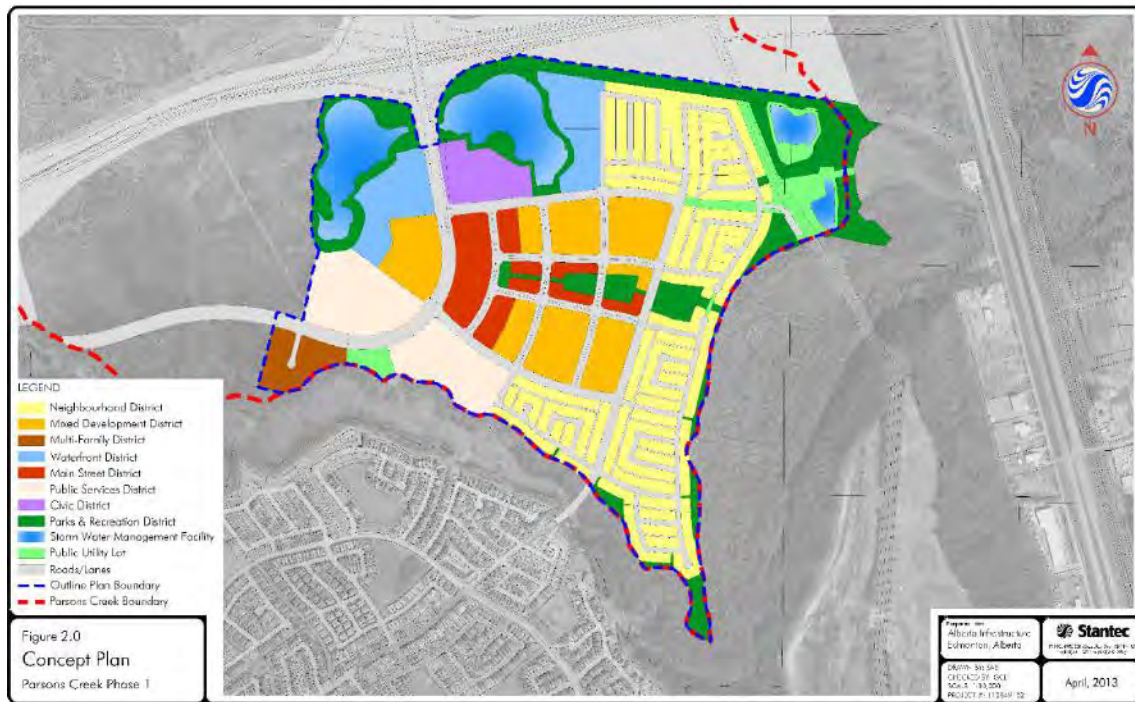 N
LEGEND
Neighbourhood District
Mixed Development District
Multi-Family District
Waterfront District
Main Street District
Public Services District
Civic District
Parks & Recreation District
Storm Water Management Facility
Public Utility Lot
Roads/Lanes
Outline Plan Boundary
Parsons Creek Boundary
Figure 2.0
Concept Plan
Parsons Creek Phase 1
Alberta Infrastructure
Edmonton, Alberta
Stantec
April, 2013